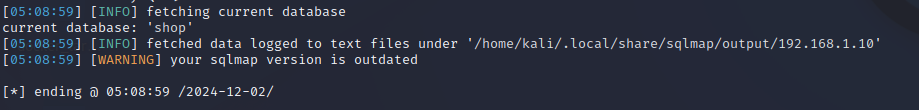 [05:08:59] [INFO] fetching current database
current database: 'shop'
[05:08:59] [INFO] fetched data logged to text files under '/home/kali/.local/share/sqlmap/output/192.168.1.10'
[05:08:59] [WARNING] your sqlmap version is outdated
[*] ending @ 05:08:59 /2024-12-02/